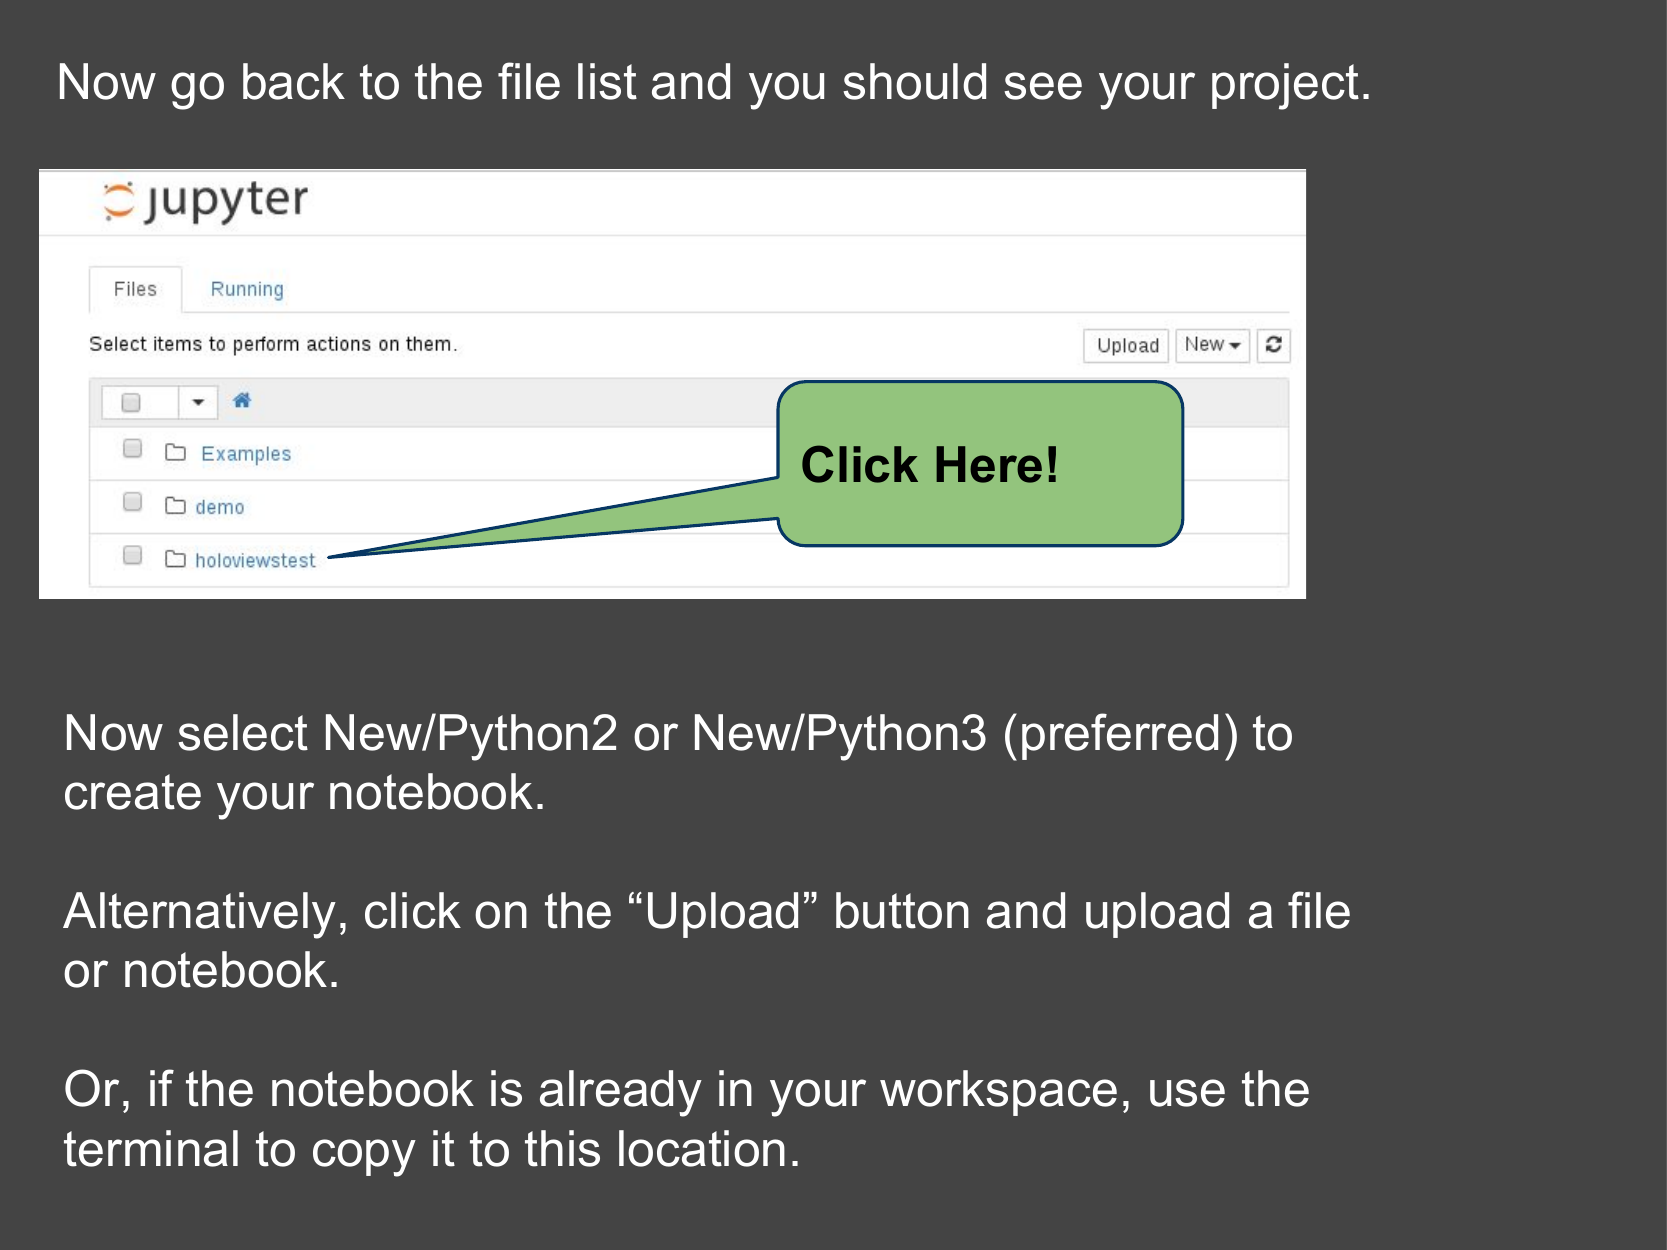 Now go back to the file list and you should see your project.
jupyter
Files
Running
Select items to perform actions on them.
Upload
New
Examples
demo
holoviewstest
Click Here!
Now select New/Python2 or New/Python3 (preferred) to
create your notebook.
Alternatively, click on the “Upload” button and upload a file
or notebook.
Or, if the notebook is already in your workspace, use the
terminal to copy it to this location.